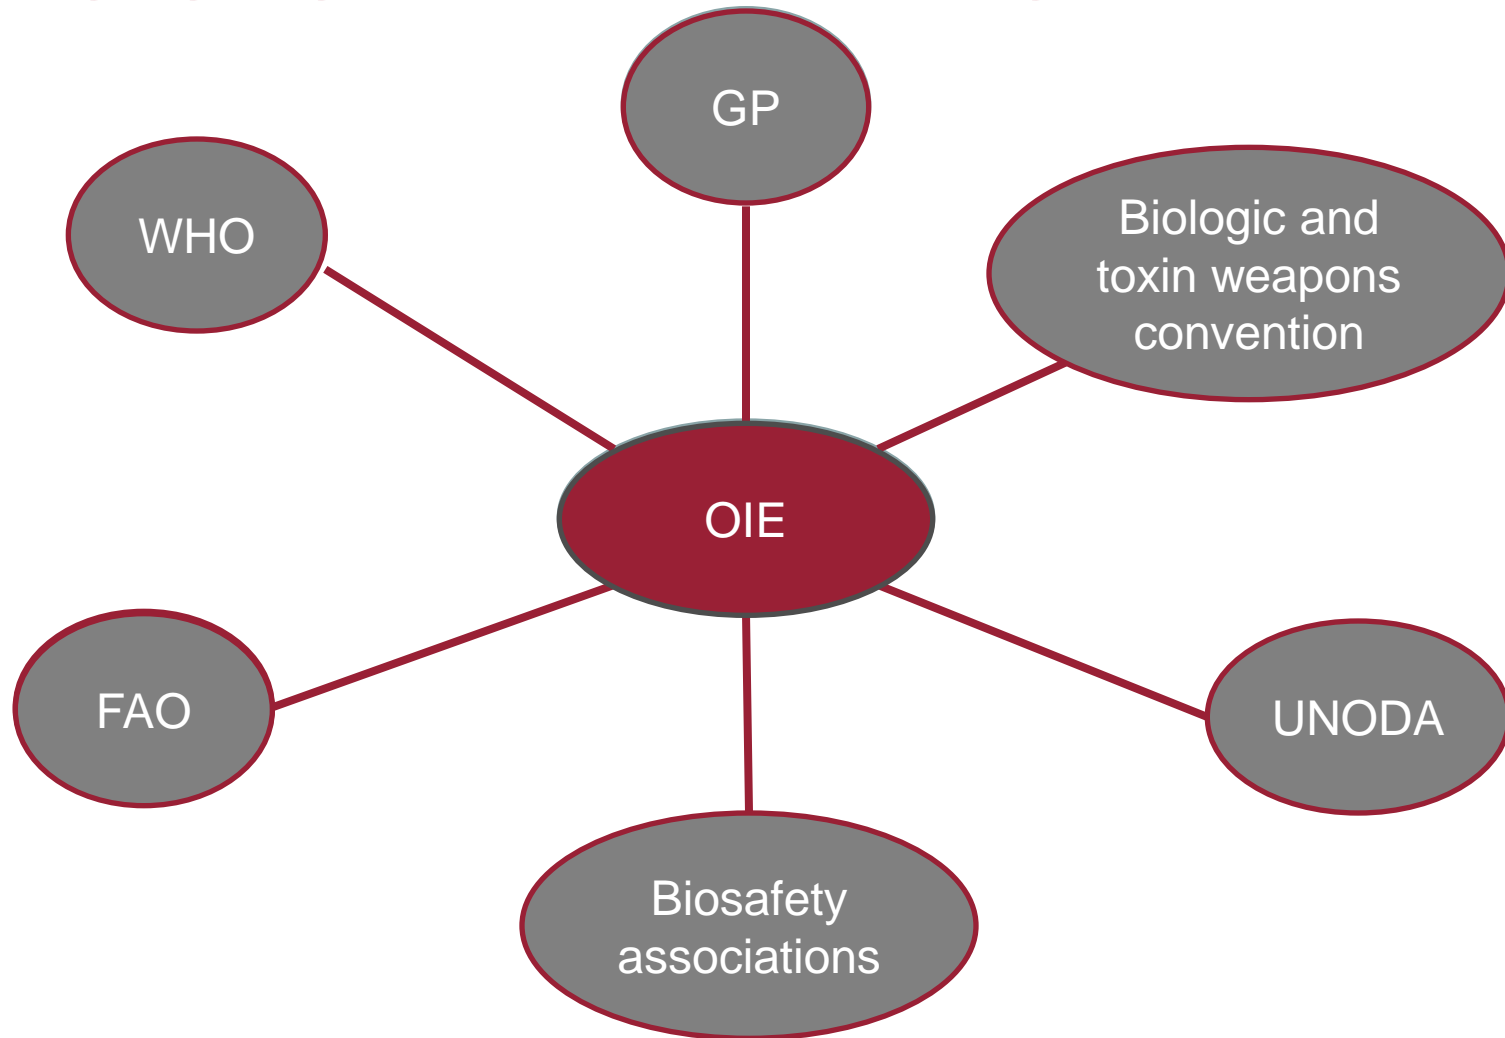 GP
WHO
Biologic and
toxin weapons
convention
OIE
FAO
UNODA
Biosafety
associations